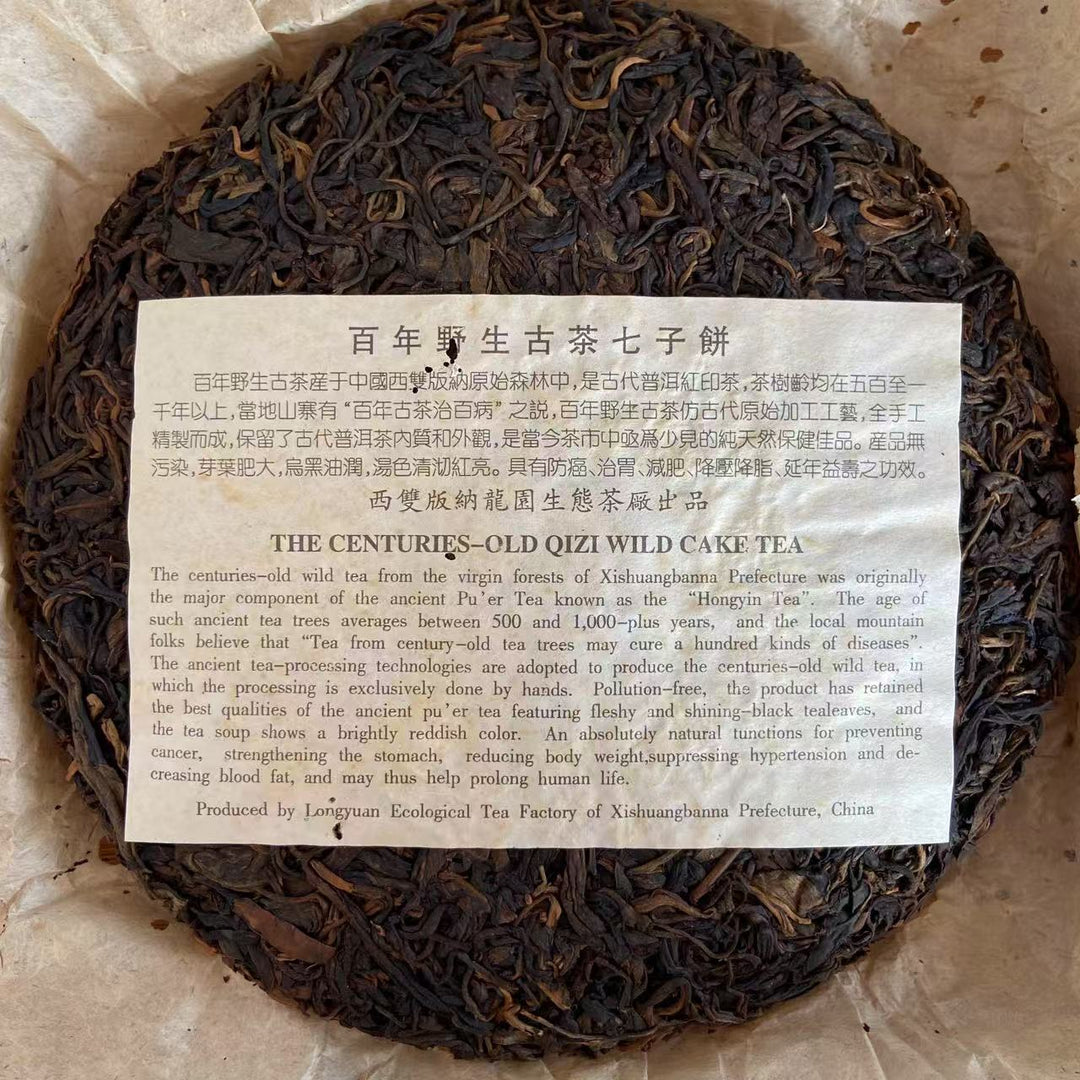 百年野生古茶七子餅
百年野生古茶産于中國西雙版納原始森林中,是古代普洱紅印茶,茶樹齡均在五百至一
千年以上,當地山寨有“百年古茶治百病”之説,百年野生古茶仿古代原始加工工藝,全手工
精製而成,保留了古代普洱茶内質和外觀,是當今茶市中亟爲少見的純天然保健佳品。産品無
污染,芽葉肥大,烏黑油潤,湯色清沏紅亮。具有防癌、治胃、減肥、降壓降脂、延年益壽之功效。
西雙版納龍園生態茶廠出品
THE CENTURIES-OLD QIZI WILD CAKE TEA
The centuries-old wild tea from the virgin forests of Xishuangbanna Prefecture was originally
the major component of the ancient Pu'er Tea known as the “Hongyin Tea”. The age of
such ancient tea trees averages between 500 and 1,000-plus years, and the local mountain
folks believe that “Tea from century-old tea trees may cure a hundred kinds of diseases”.
The ancient tea-processing technologies are adopted to produce the centuries-old wild tea, in
which the processing is exclusively done by hands. Pollution-free, the product has retained
the best qualities of the ancient pu'er tea featuring fleshy and shining-black tealeaves, and
the tea soup shows a brightly reddish color. An absolutely natural tunctions for preventing
cancer, strengthening the stomach, reducing body weight,suppressing hypertension and de-
creasing blood fat, and may thus help prolong human life.
Produced by Longyuan Ecological Tea Factory of Xishuangbanna Prefecture, China